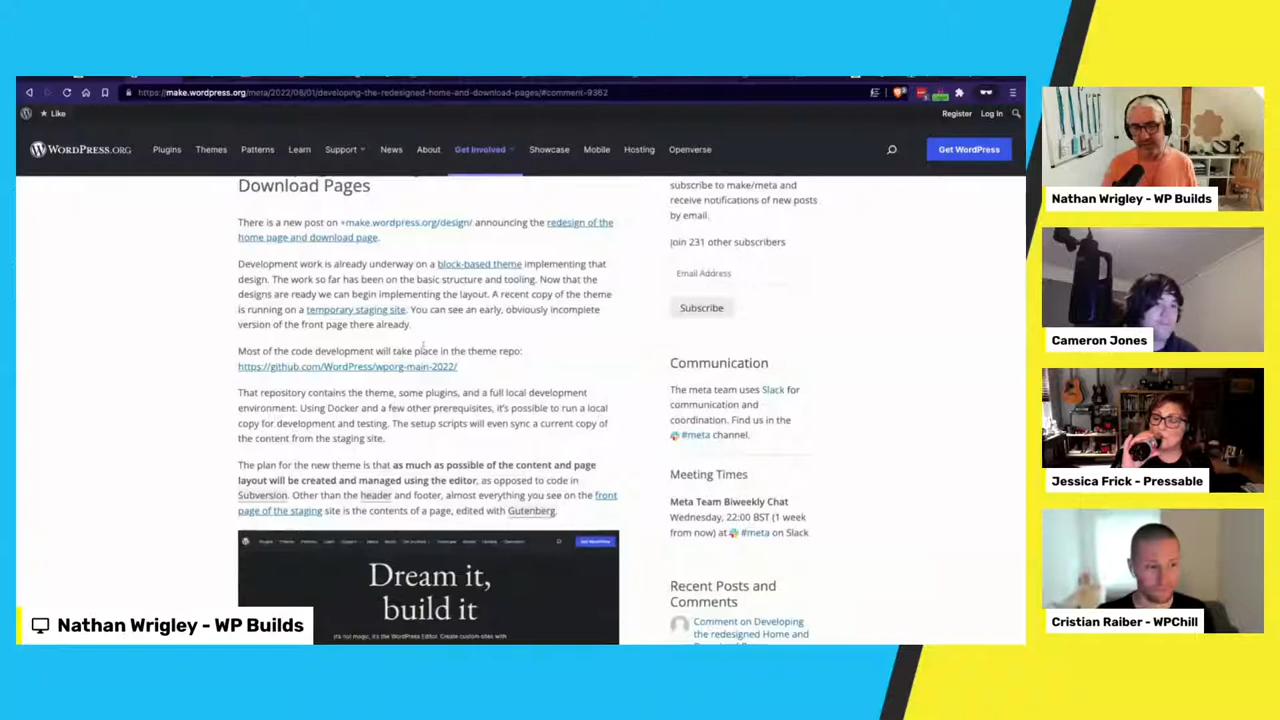 https://make.wordpress.org/meta/2022/08/01/developing-the-redesigned-home-and-download-pages/#comment-9362
Like
Register
Log In
WORDPRESS.ORG
Plugins
Themes
Patterns
Learn
Support
News
About
Get Involved
Showcase
Mobile
Hosting
Openverse
Get WordPress
Download Pages
There is a new post on +make.wordpress.org/design/ announcing the redesign of the
home page and download page.
Development work is already underway on a block-based theme implementing that
design. The work so far has been on the basic structure and tooling. Now that the
designs are ready we can begin implementing the layout. A recent copy of the theme
is running on a temporary staging site. You can see an early, obviously incomplete
version of the front page there already.
Most of the code development will take place in the theme repo:
https://github.com/WordPress/wporg-main-2022/
That repository contains the theme, some plugins, and a full local development
environment. Using Docker and a few other prerequisites, it's possible to run a local
copy for development and testing. The setup scripts will even sync a current copy of
the content from the staging site.
The plan for the new theme is that as much as possible of the content and page
layout will be created and managed using the editor, as opposed to code in
Subversion. Other than the header and footer, almost everything you see on the front
page of the staging site is the contents of a page, edited with Gutenberg.
Get WordPress
Dream it,
build it
It's not magic, it's the WordPress Editor. Create custom-sites with
subscribe to make/meta and
receive notifications of new posts
by email.
Join 231 other subscribers
Email Address
Subscribe
Communication
The meta team uses Slack for
communication and
coordination. Find us in the
#meta channel.
Meeting Times
Meta Team Biweekly Chat
Wednesday, 22:00 BST (1 week
from now) at #meta on Slack
Recent Posts and
Comments
Comment on Developing
the redesigned Home and
Nathan Wrigley - WP Builds
Nathan Wrigley - WP Builds
Cameron Jones
Jessica Frick - Pressable
Cristian Raiber - WPChill